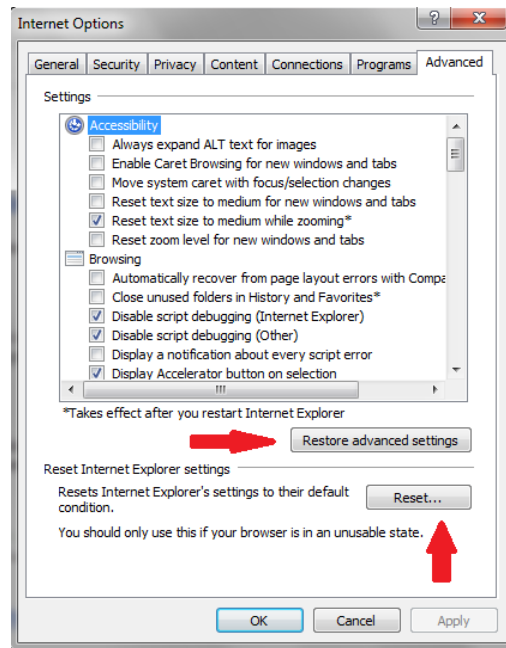 Internet Options
General Security Privacy Content Connections Programs Advanced
Settings
Accessibility
Always expand ALT text for images
Enable Caret Browsing for new windows and tabs
Move system caret with focus/selection changes
Reset text size to medium for new windows and tabs
Reset text size to medium while zooming*
Reset zoom level for new windows and tabs
Browsing
Automatically recover from page layout errors with Compa
Close unused folders in History and Favorites*
Disable script debugging (Internet Explorer)
Disable script debugging (Other)
Display a notification about every script error
Display Accelerator button on selection
*Takes effect after you restart Internet Explorer
Restore advanced settings
Reset Internet Explorer settings
Resets Internet Explorer's settings to their default
condition.
Reset...
You should only use this if your browser is in an unusable state.
OK Cancel Apply